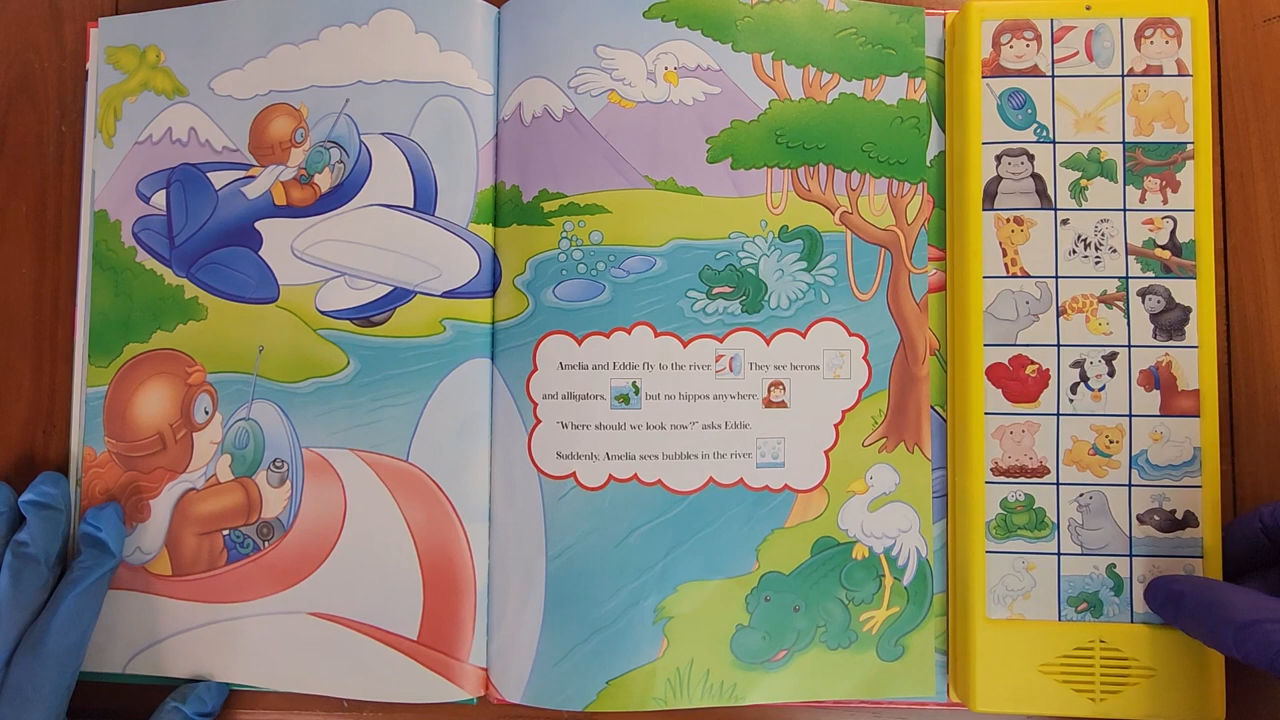 Amelia and Eddie fly to the river. They see herons
and alligators, but no hippos anywhere.
"Where should we look now?" asks Eddie.
Suddenly, Amelia sees bubbles in the river.